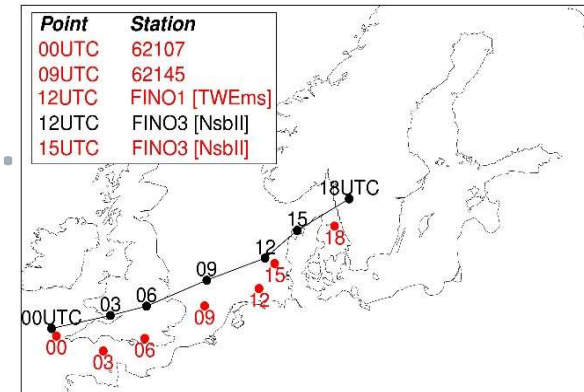 Point Station
00UTC 62107
09UTC 62145
12UTC FINO1 [TWEms]
12UTC FINO3 [NsbII]
15UTC FINO3 [NsbII]
18UTC
15
18
12
15
09
12
06
09
03
00UTC
00
06
03